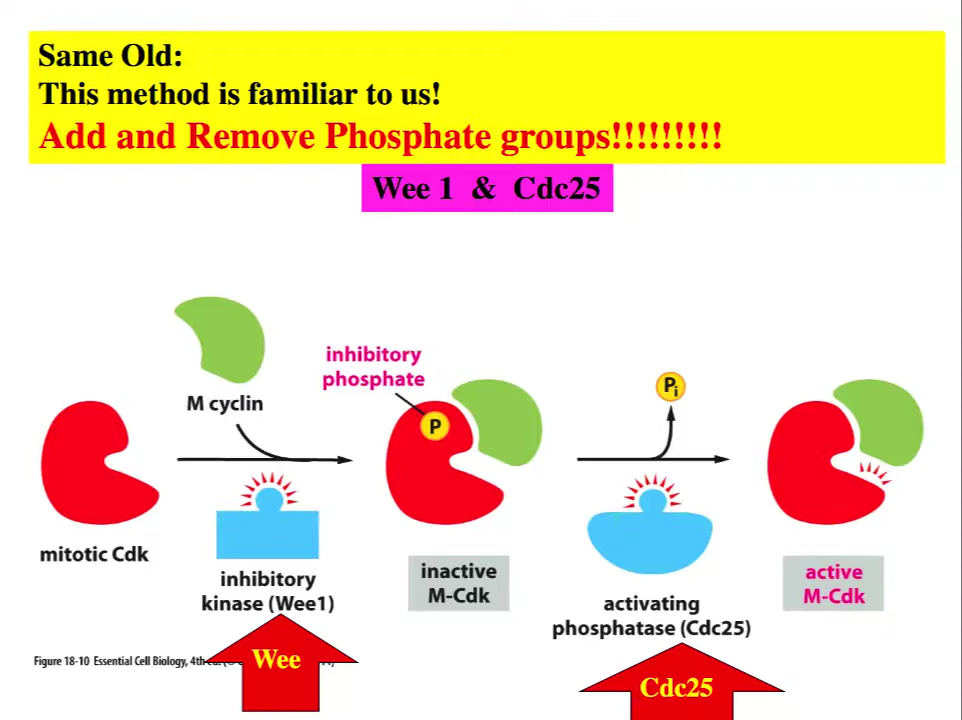 Same Old:
This method is familiar to us!
Add and Remove Phosphate groups!!!!!!!!!
Wee 1 & Cdc25
inhibitory
phosphate
M cyclin
P
Pi
mitotic Cdk
inhibitory
kinase (Wee1)
inactive
M-Cdk
activating
phosphatase (Cdc25)
active
M-Cdk
Figure 18-10 Essential Cell Biology, 4th
Wee
Cdc25